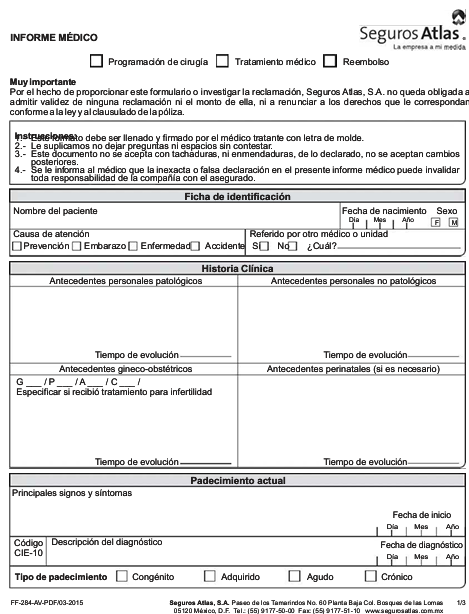 INFORME MÉDICO
Seguros Atlas
La empresa a mi medida
Programación de cirugía Tratamiento médico Reembolso
Muy importante
Por el hecho de proporcionar este formulario o investigar la reclamación, Seguros Atlas, S.A. no queda obligada a
admitir validez de ninguna reclamación ni el monto de ella, ni a renunciar a los derechos que le correspondan
conforme a la ley y al clausulado de la póliza.
Instrucciones:
1.- Este formato debe ser llenado y firmado por el médico tratante con letra de molde.
2.- Le suplicamos no dejar preguntas ni espacios sin contestar.
3.- Este documento no se acepta con tachaduras, ni enmendaduras, de lo declarado, no se aceptan cambios
posteriores.
4.- Se le informa al médico que la inexacta o falsa declaración en el presente informe médico puede invalidar
toda responsabilidad de la compañía con el asegurado.
Ficha de identificación
Nombre del paciente Fecha de nacimiento Sexo
Día Mes Año F M
Causa de atención Referido por otro médico o unidad
Prevención Embarazo Enfermedad Accidente Sí No ¿Cuál?
Historia Clínica
Antecedentes personales patológicos Antecedentes personales no patológicos
Tiempo de evolución Tiempo de evolución
Antecedentes gineco-obstétricos Antecedentes perinatales (si es necesario)
G ___ / P ___ / A ___ / C ___ /
Especificar si recibió tratamiento para infertilidad
Tiempo de evolución Tiempo de evolución
Padecimiento actual
Principales signos y síntomas
Fecha de inicio
Día Mes Año
Código CIE-10 Descripción del diagnóstico Fecha de diagnóstico
Día Mes Año
Tipo de padecimiento Congénito Adquirido Agudo Crónico
FF-284-AV-PDF/03-2015 Seguros Atlas, S.A. Paseo de los Tamarindos No. 60 Planta Baja Col. Bosques de las Lomas 1/3
05120 México, D.F. Tel.: (55) 9177-50-00 Fax: (55) 9177-51-10 www.segurosatlas.com.mx